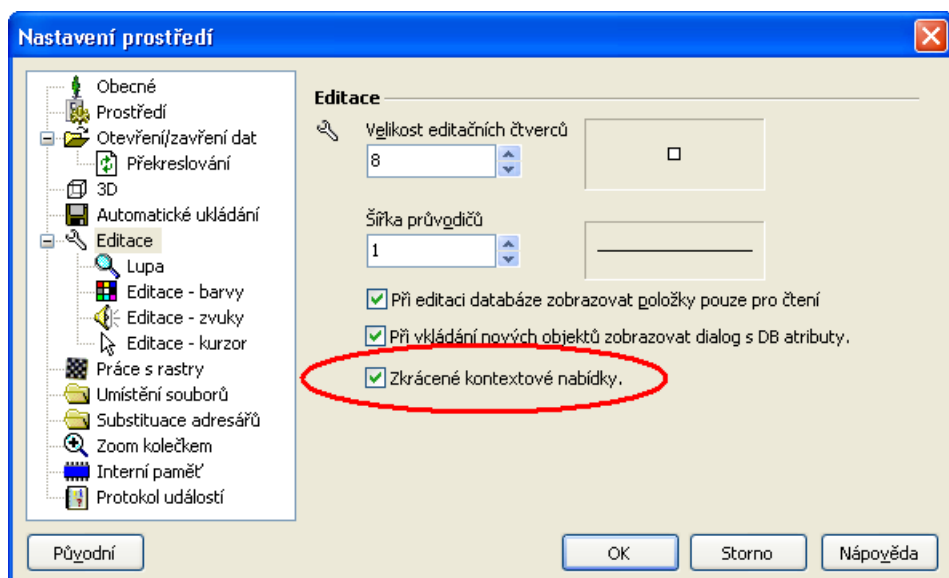 Nastavení prostředí
Obecné
Prostředí
Otevření/zavření dat
Překreslování
3D
Automatické ukládání
Editace
Lupa
Editace - barvy
Editace - zvuky
Editace - kurzor
Práce s rastry
Umístění souborů
Substituace adresářů
Zoom kolečkem
Interní paměť
Protokol událostí
Editace
Velikost editačních čtverců
8
Šířka průvodičů
1
Při editaci databáze zobrazovat položky pouze pro čtení
Při vkládání nových objektů zobrazovat dialog s DB atributy.
Zkrácené kontextové nabídky.
Původní
OK
Storno
Nápověda